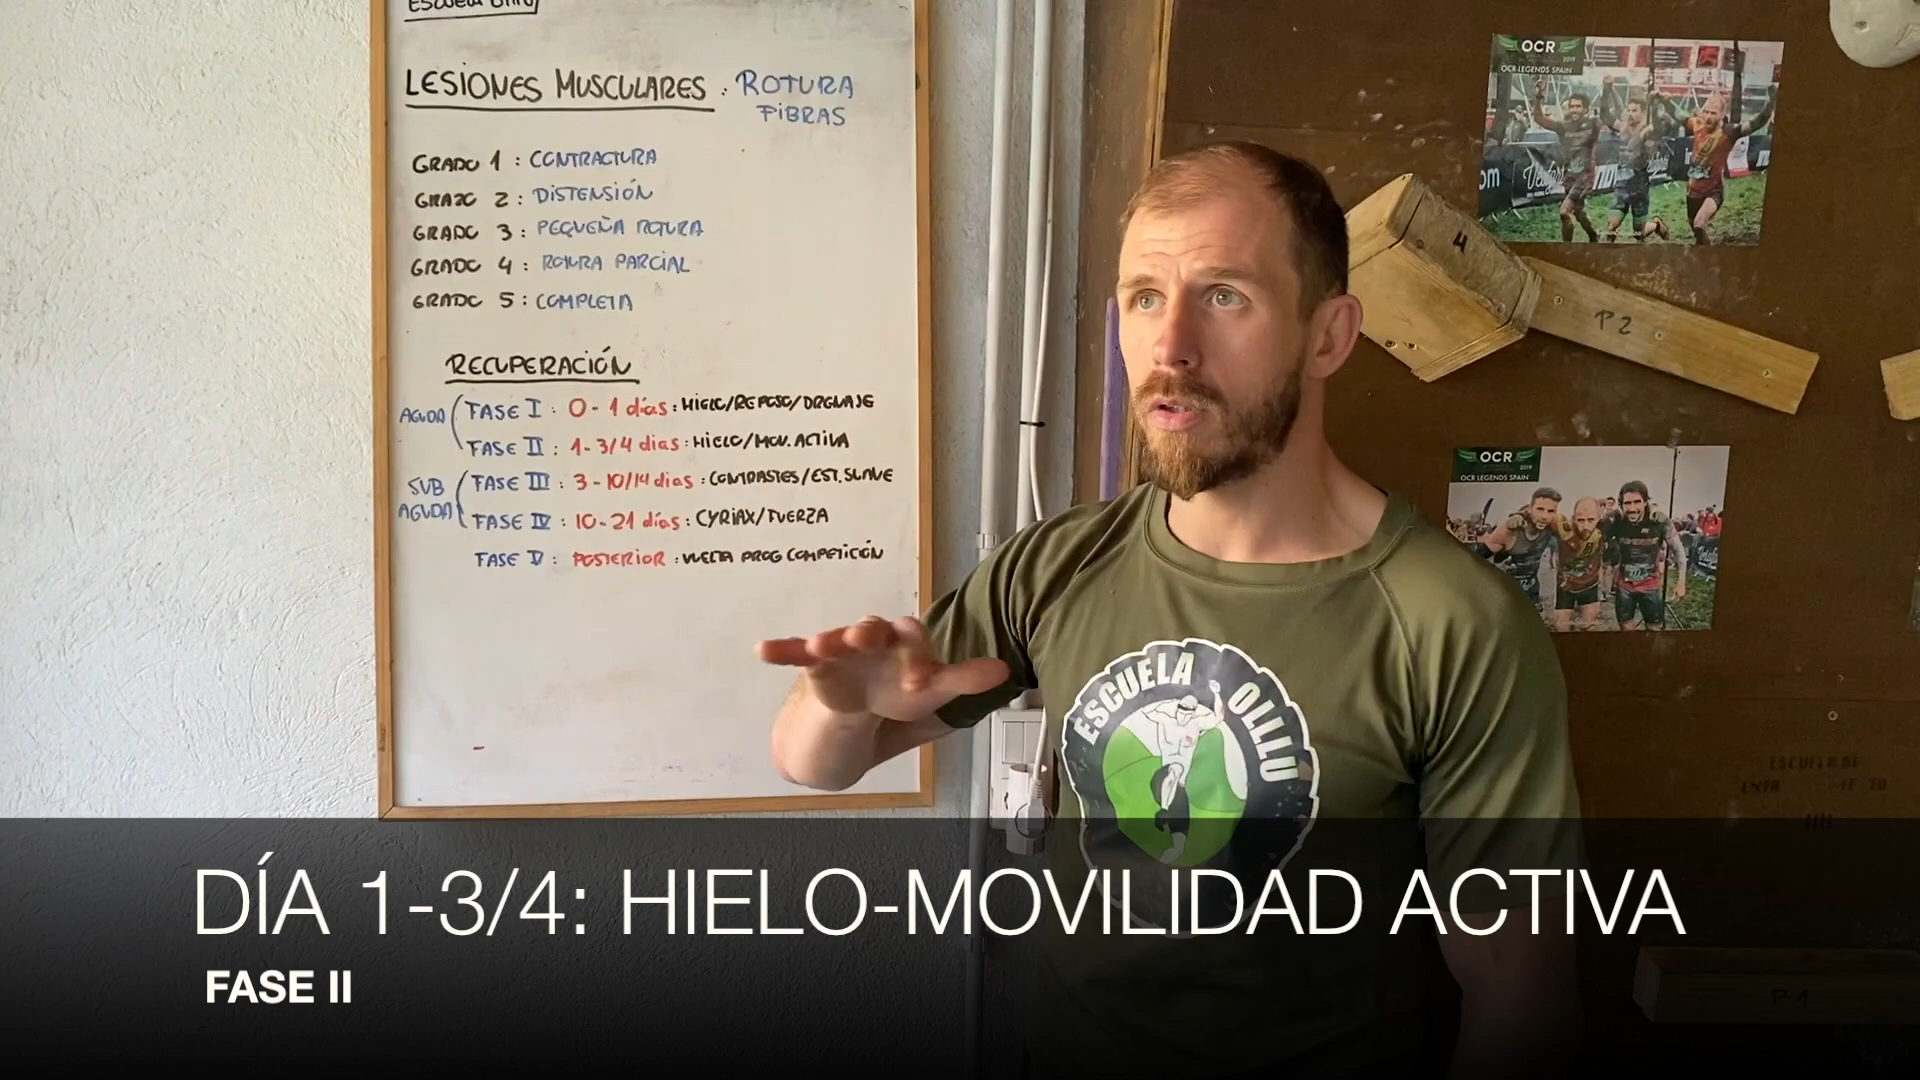 LESIONES MUSCULARES : ROTURA
FIBRAS
GRADO 1 : CONTRACTURA
GRADO 2 : DISTENSIÓN
GRADO 3 : PEQUEÑA ROTURA
GRADO 4 : ROTURA PARCIAL
GRADO 5 : COMPLETA
RECUPERACIÓN
AGUDA
FASE I : 0 - 1 días : HIELO/REPOSO/DRENAJE
FASE II : 1 - 3/4 días : HIELO/MOV. ACTIVA
SUB
AGUDA
FASE III : 3 - 10/14 días : CONTRASTES/EST. SUAVE
FASE IV : 10 - 21 días : CYRIAX/FUERZA
FASE V : POSTERIOR : VUELTA PROG COMPETICIÓN
OCR
2019
OCR LEGENDS SPAIN
4
P2
OCR
2019
OCR LEGENDS SPAIN
ESCUELA OLLLU
DÍA 1-3/4: HIELO-MOVILIDAD ACTIVA
FASE II
P1